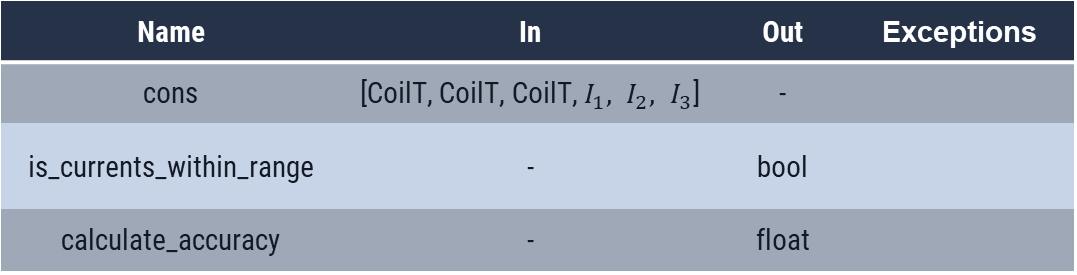 Name In Out Exceptions
cons [CoilT, CoilT, CoilT, I₁, I₂, I₃] -
is_currents_within_range - bool
calculate_accuracy - float